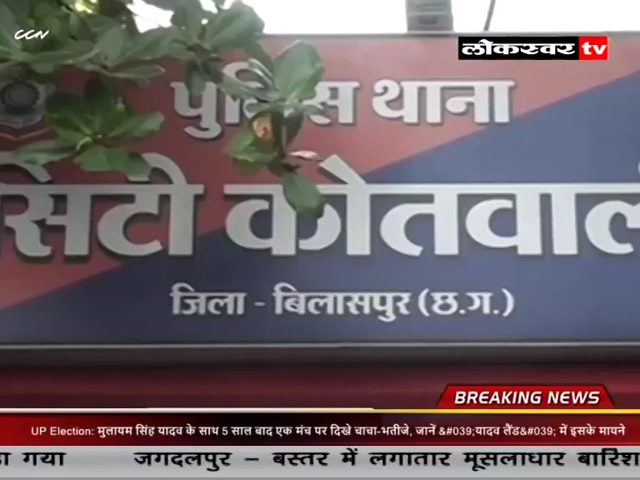 CCN
लोकस्वर tv
पुलिस थाना
सिटी कोतवाली
जिला - बिलासपुर (छ.ग.)
BREAKING NEWS
UP Election: मुलायम सिंह यादव के साथ 5 साल बाद एक मंच पर दिखे चाचा-भतीजे, जानें &#039;यादव लैंड&#039; में इसके मायने
गया जगदलपुर – बस्तर में लगातार मूसलाधार बारिश